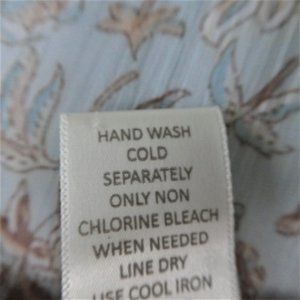 HAND WASH
COLD
SEPARATELY
ONLY NON
CHLORINE BLEACH
WHEN NEEDED
LINE DRY
USE COOL IRON